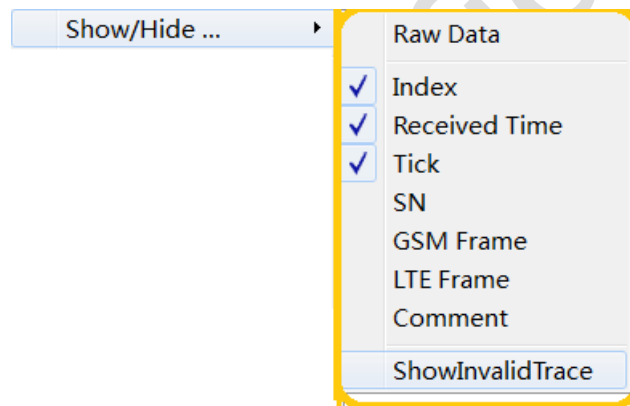 Show/Hide ...
Raw Data
Index
Received Time
Tick
SN
GSM Frame
LTE Frame
Comment
ShowInvalidTrace